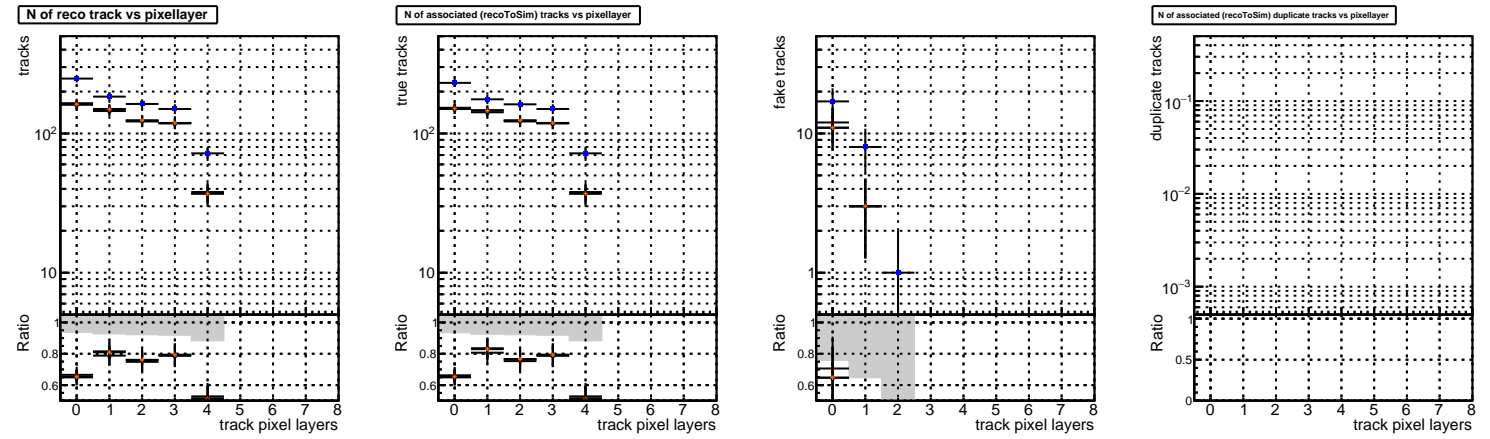 N of reco track vs pixellayer
tracks
10²
10
Ratio
1
0.8
0.6
0 1 2 3 4 5 6 7 8
track pixel layers
N of associated (recoToSim) tracks vs pixellayer
true tracks
10²
10
Ratio
1
0.8
0.6
0 1 2 3 4 5 6 7 8
track pixel layers
fake tracks
10
1
Ratio
1
0.8
0.6
0 1 2 3 4 5 6 7 8
track pixel layers
N of associated (recoToSim) duplicate tracks vs pixellayer
duplicate tracks
10⁻¹
10⁻²
10⁻³
Ratio
1
0.5
0
0 1 2 3 4 5 6 7 8
track pixel layers